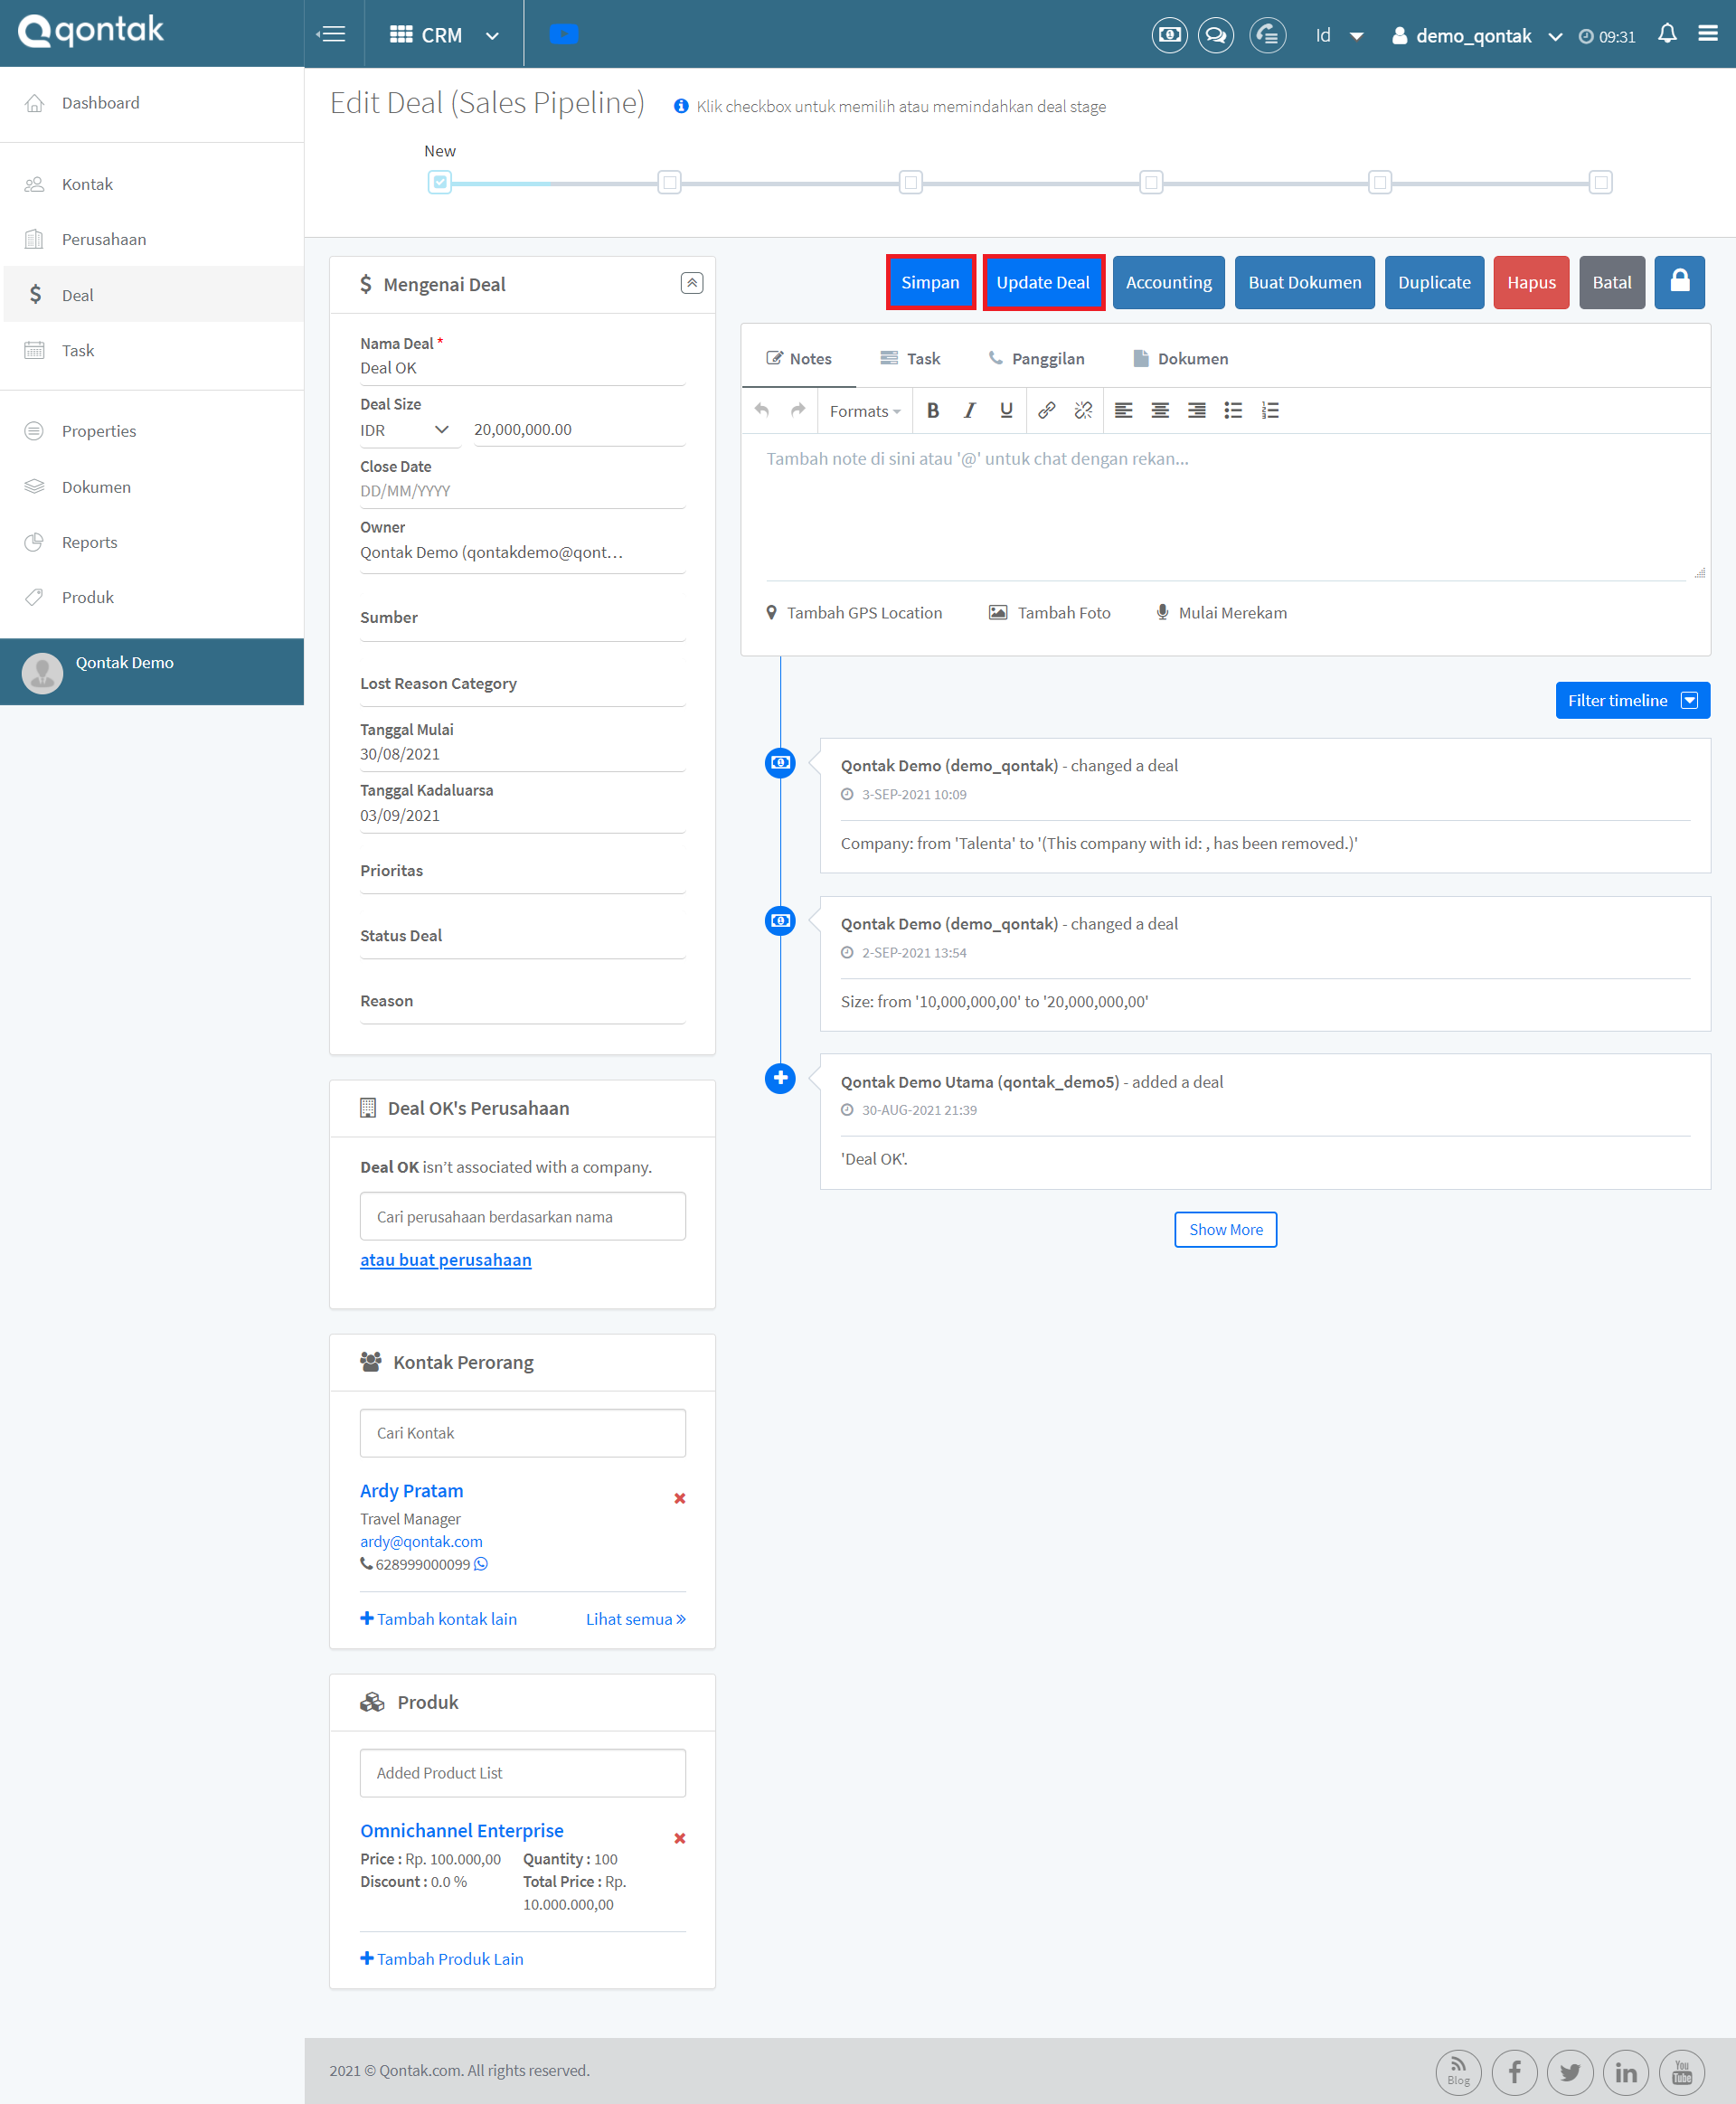 qontak
CRM
Id
demo_qontak
09:31
Dashboard
Kontak
Perusahaan
Deal
Task
Properties
Dokumen
Reports
Produk
Qontak Demo
Edit Deal (Sales Pipeline)
Klik checkbox untuk memilih atau memindahkan deal stage
New
Mengenai Deal
Nama Deal *
Deal OK
Deal Size
IDR 20,000,000.00
Close Date
DD/MM/YYYY
Owner
Qontak Demo (qontakdemo@qont...
Sumber
Lost Reason Category
Tanggal Mulai
30/08/2021
Tanggal Kadaluarsa
03/09/2021
Prioritas
Status Deal
Reason
Deal OK's Perusahaan
Deal OK isn’t associated with a company.
Cari perusahaan berdasarkan nama
atau buat perusahaan
Kontak Perorang
Cari Kontak
Ardy Pratam
Travel Manager
ardy@qontak.com
628999000099
Tambah kontak lain
Lihat semua
Produk
Added Product List
Omnichannel Enterprise
Price : Rp. 100.000,00
Quantity : 100
Discount : 0.0 %
Total Price : Rp.
10.000.000,00
Tambah Produk Lain
Simpan
Update Deal
Accounting
Buat Dokumen
Duplicate
Hapus
Batal
Notes
Task
Panggilan
Dokumen
Formats
B I U
Tambah note di sini atau '@' untuk chat dengan rekan...
Tambah GPS Location
Tambah Foto
Mulai Merekam
Filter timeline
Qontak Demo (demo_qontak) - changed a deal
3-SEP-2021 10:09
Company: from 'Talenta' to '(This company with id: , has been removed.)'
Qontak Demo (demo_qontak) - changed a deal
2-SEP-2021 13:54
Size: from '10,000,000,00' to '20,000,000,00'
Qontak Demo Utama (qontak_demo5) - added a deal
30-AUG-2021 21:39
'Deal OK'.
Show More
2021 © Qontak.com. All rights reserved.
Blog
You
Tube